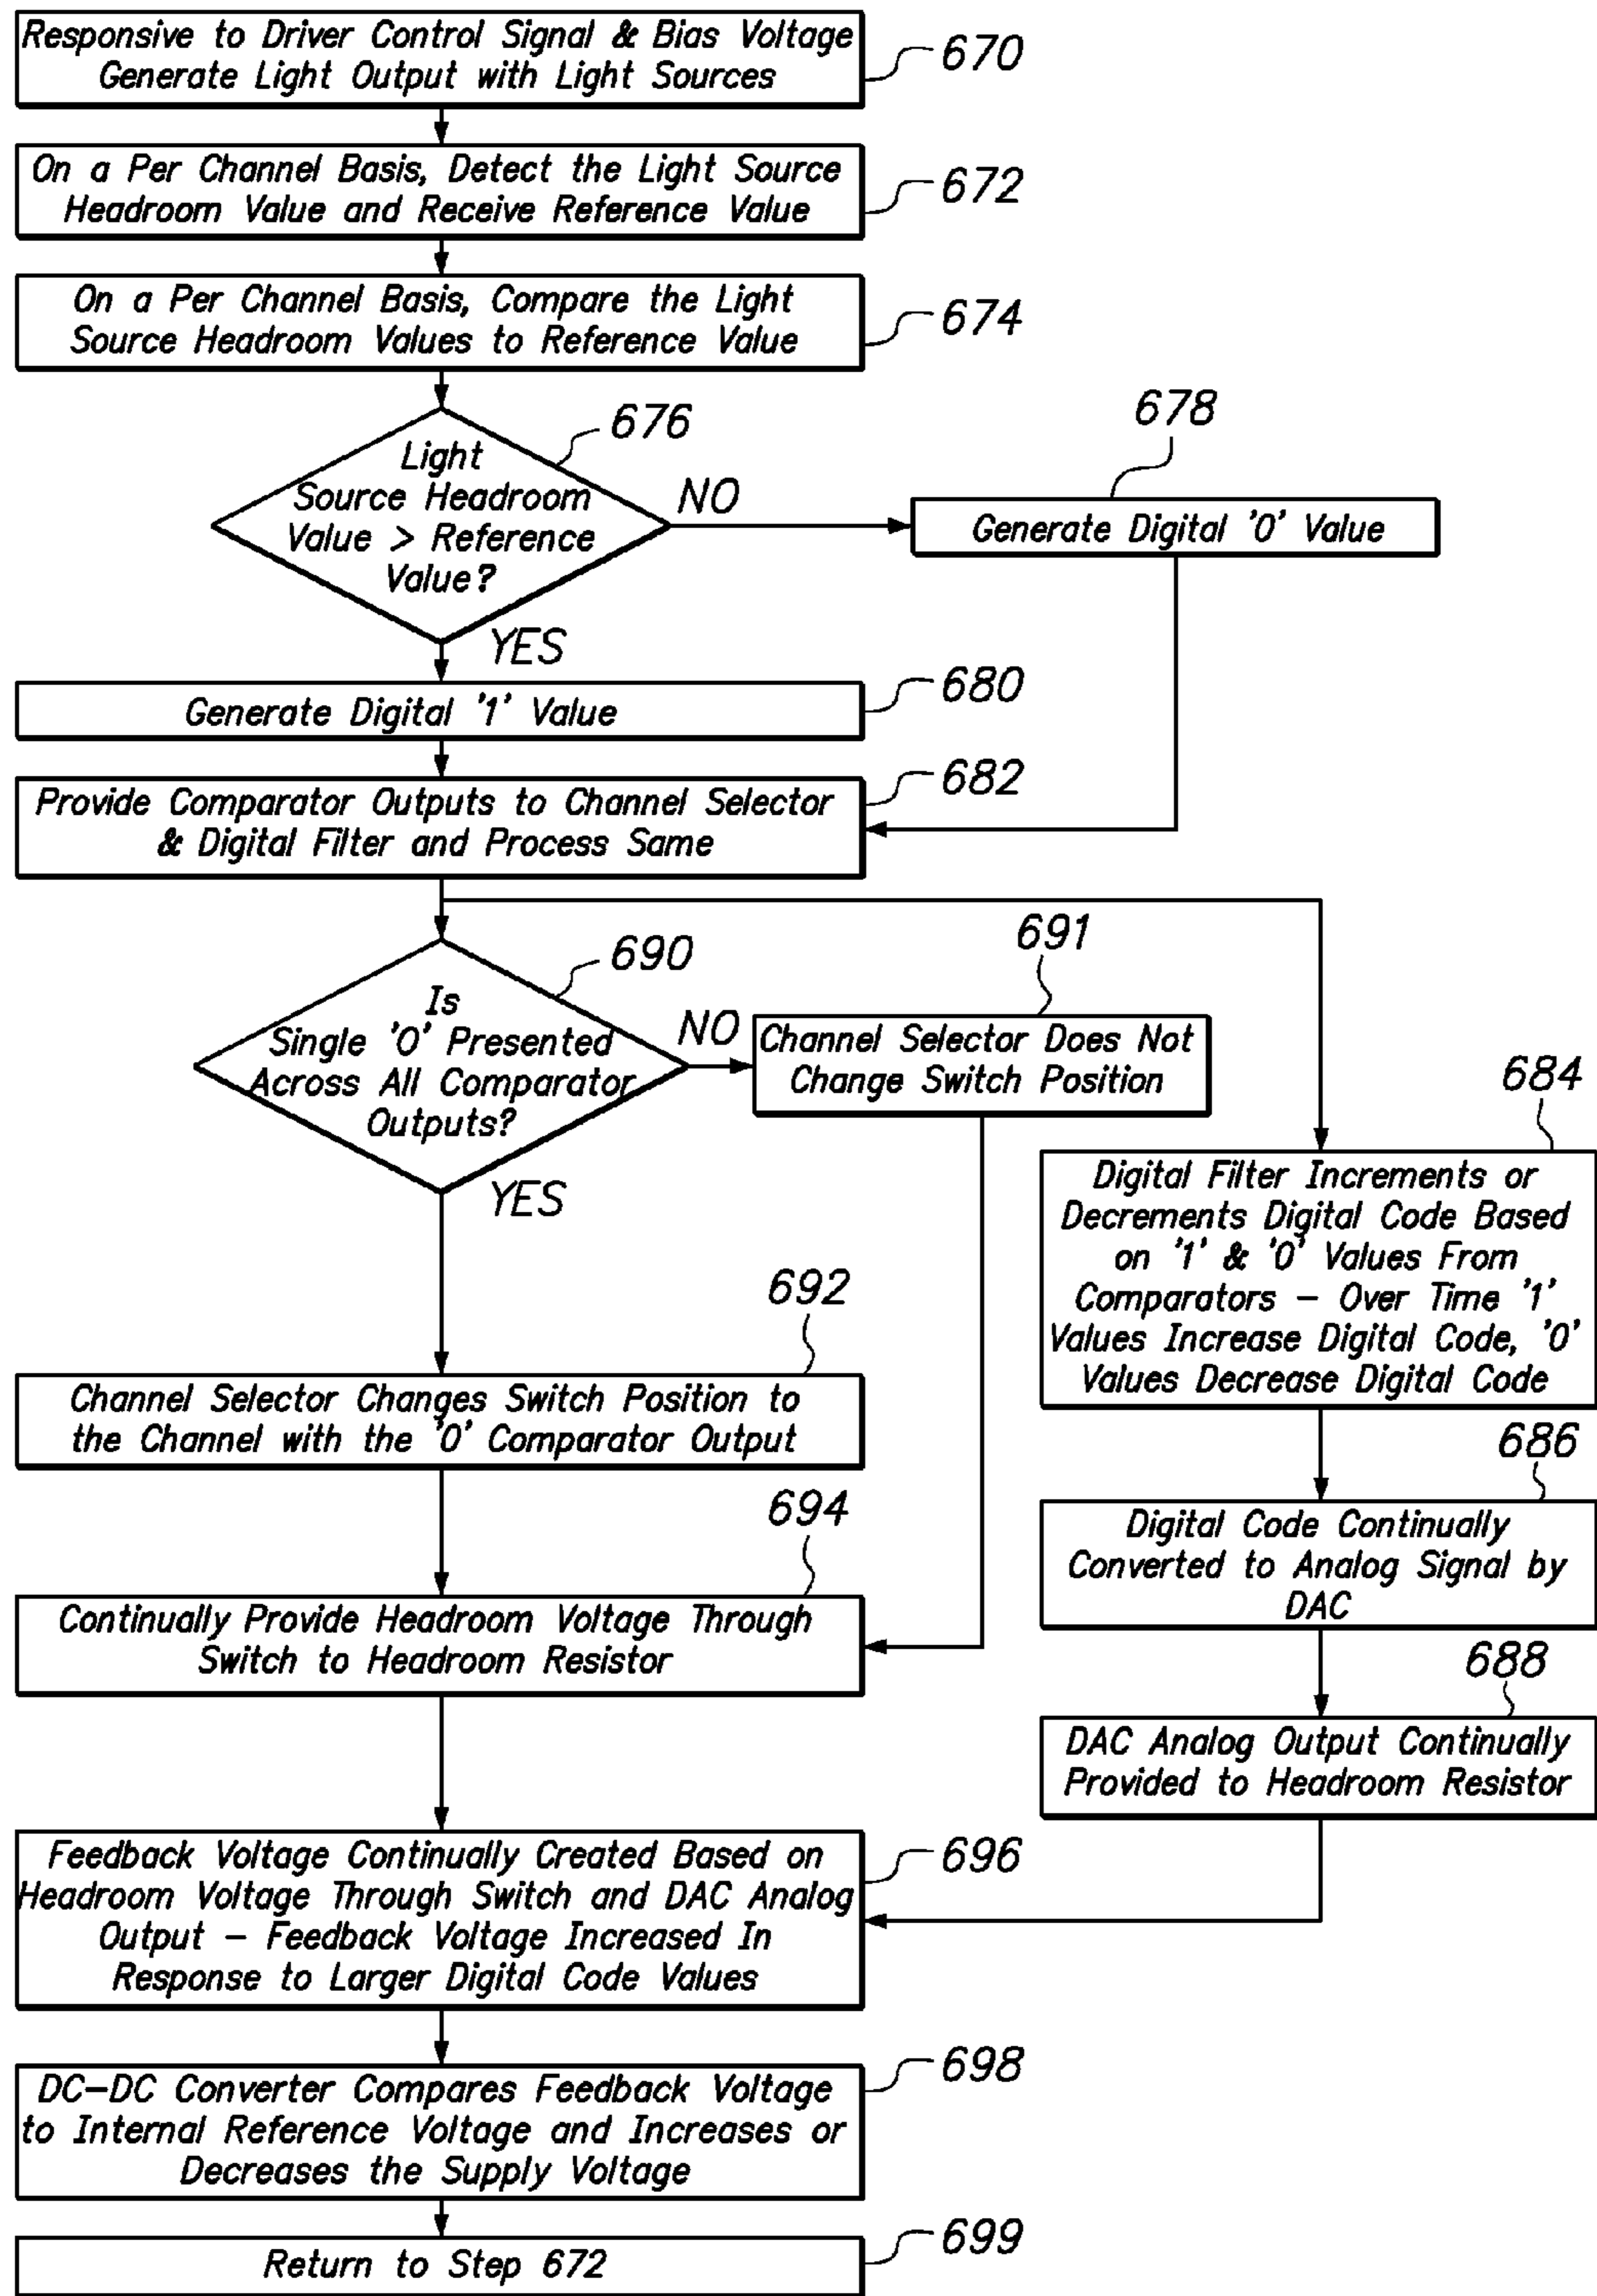 Responsive to Driver Control Signal & Bias Voltage
Generate Light Output with Light Sources
670
On a Per Channel Basis, Detect the Light Source
Headroom Value and Receive Reference Value
672
On a Per Channel Basis, Compare the Light
Source Headroom Values to Reference Value
674
676
Light
Source Headroom
Value > Reference
Value?
NO
678
Generate Digital '0' Value
YES
680
Generate Digital '1' Value
682
Provide Comparator Outputs to Channel Selector
& Digital Filter and Process Same
690
Is
Single '0' Presented
Across All Comparator
Outputs?
NO
691
Channel Selector Does Not
Change Switch Position
YES
684
Digital Filter Increments or
Decrements Digital Code Based
on '1' & '0' Values From
Comparators – Over Time '1'
Values Increase Digital Code, '0'
Values Decrease Digital Code
692
Channel Selector Changes Switch Position to
the Channel with the '0' Comparator Output
686
Digital Code Continually
Converted to Analog Signal by
DAC
694
Continually Provide Headroom Voltage Through
Switch to Headroom Resistor
688
DAC Analog Output Continually
Provided to Headroom Resistor
696
Feedback Voltage Continually Created Based on
Headroom Voltage Through Switch and DAC Analog
Output – Feedback Voltage Increased In
Response to Larger Digital Code Values
698
DC–DC Converter Compares Feedback Voltage
to Internal Reference Voltage and Increases or
Decreases the Supply Voltage
699
Return to Step 672